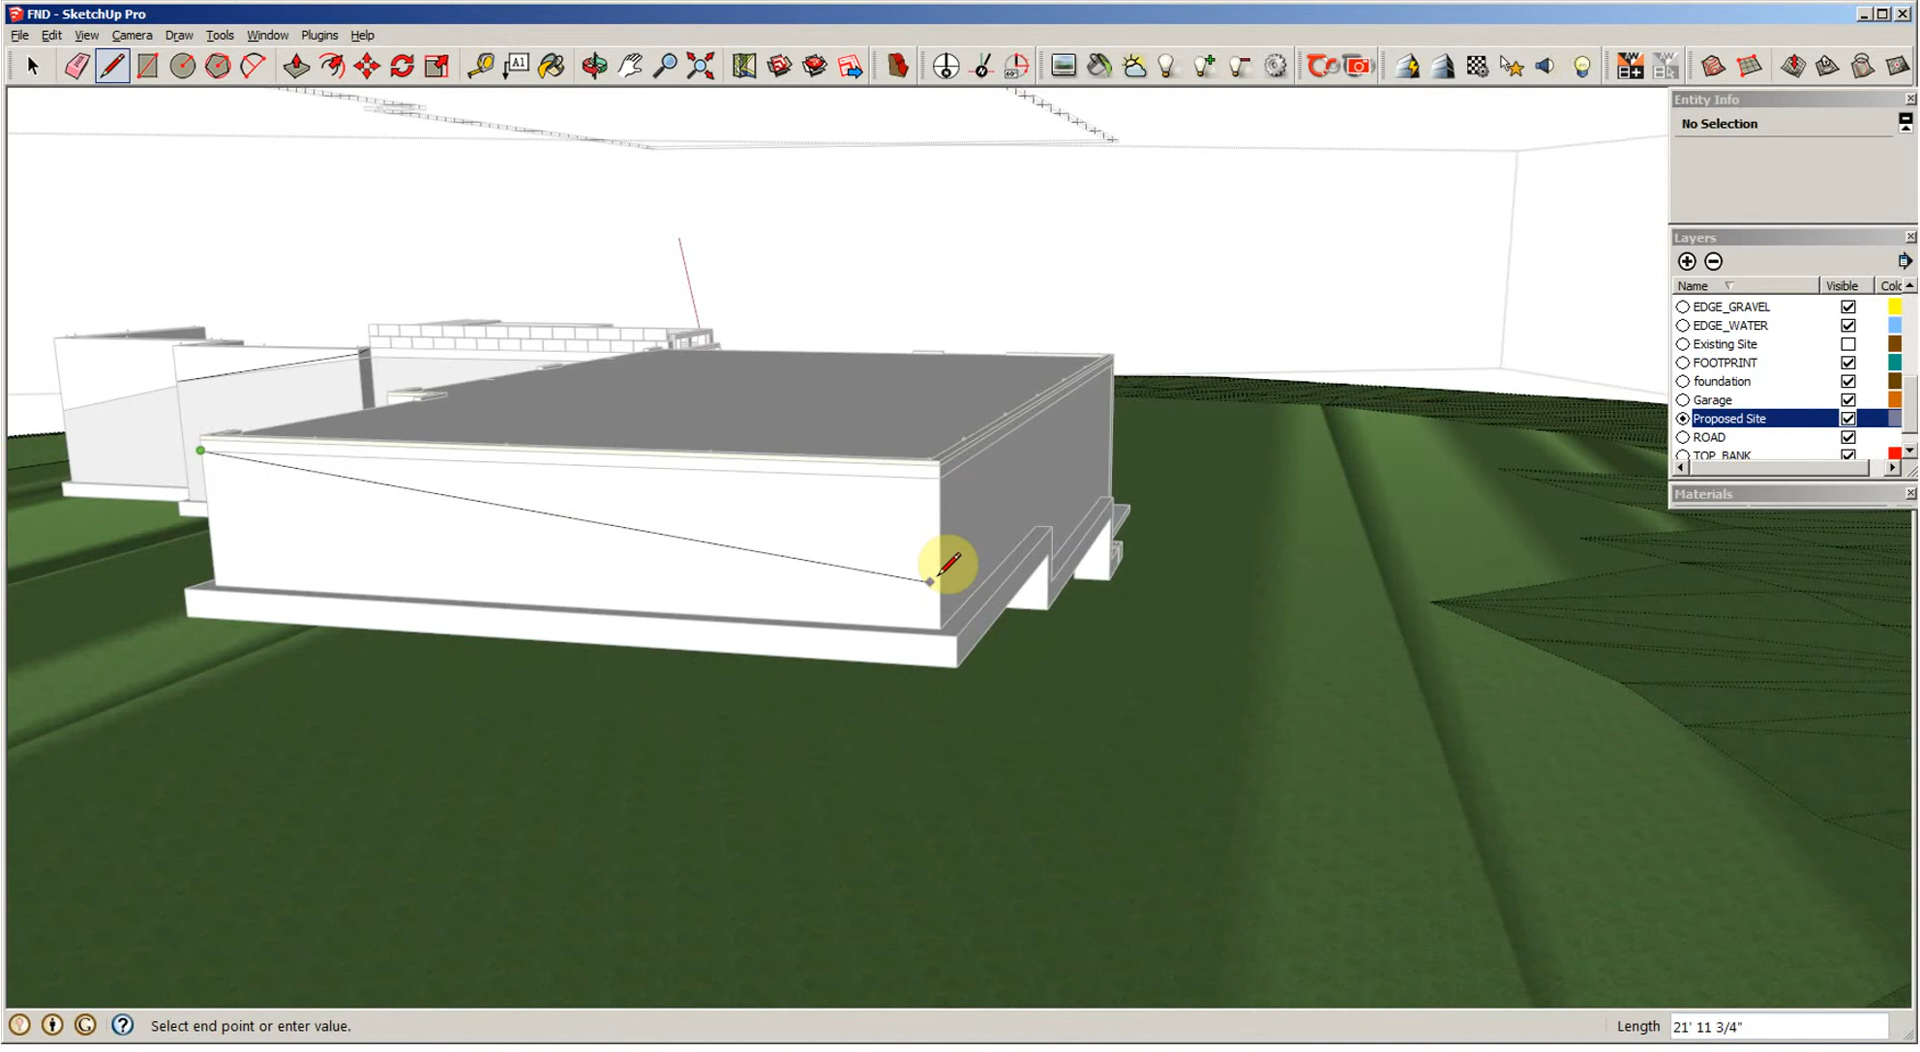 FND - SketchUp Pro
File Edit View Camera Draw Tools Window Plugins Help
A1
Entity Info
No Selection
Layers
Name Visible Colo
EDGE_GRAVEL
EDGE_WATER
Existing Site
FOOTPRINT
foundation
Garage
Proposed Site
ROAD
TOP_BANK
Materials
Select end point or enter value.
Length 21' 11 3/4"